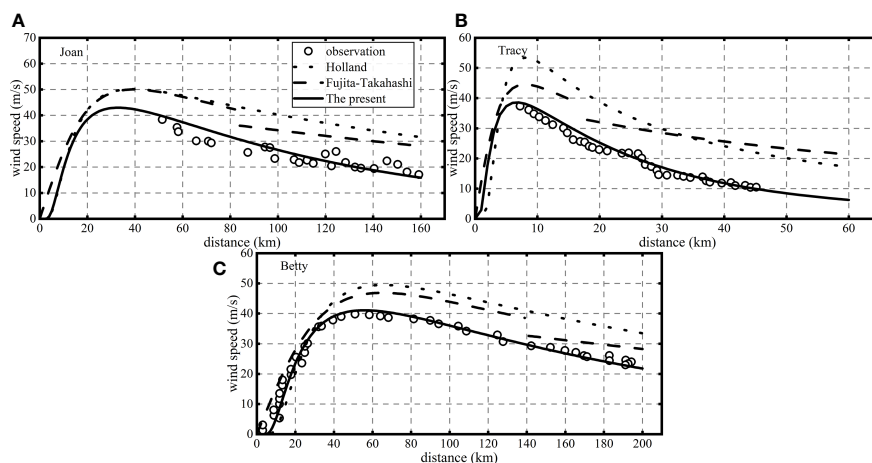 A
Joan
wind speed (m/s)
70
60
50
40
30
20
10
0
observation
Holland
Fujita-Takahashi
The present
0 20 40 60 80 100 120 140 160 180
distance (km)
B
Tracy
wind speed (m/s)
60
50
40
30
20
10
0
0 10 20 30 40 50 60
distance (km)
C
Betty
wind speed (m/s)
60
50
40
30
20
10
0
0 20 40 60 80 100 120 140 160 180 200
distance (km)